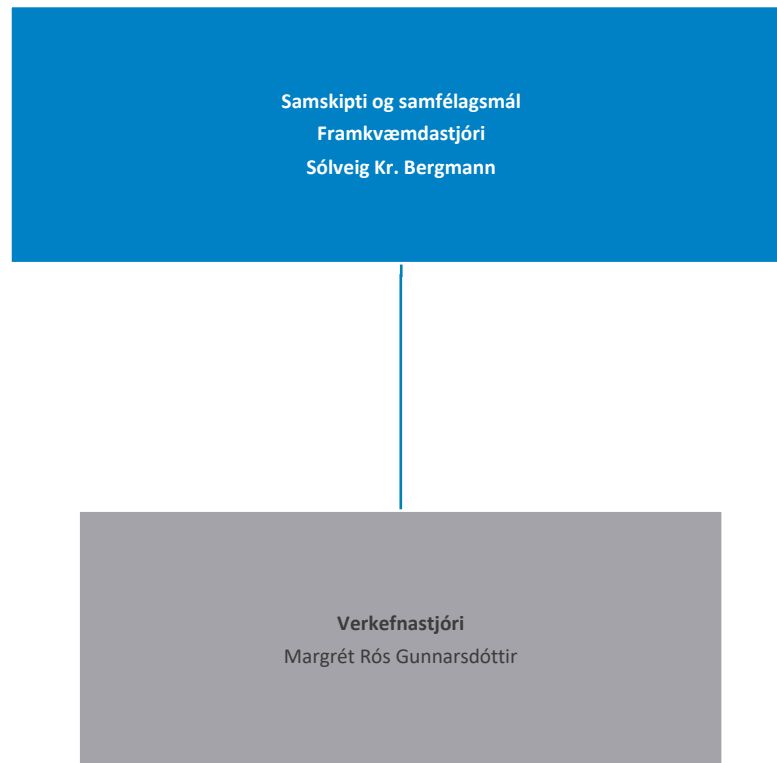 Samskipti og samfélagsmál
Framkvæmdastjóri
Sólveig Kr. Bergmann
Verkefnastjóri
Margrét Rós Gunnarsdóttir